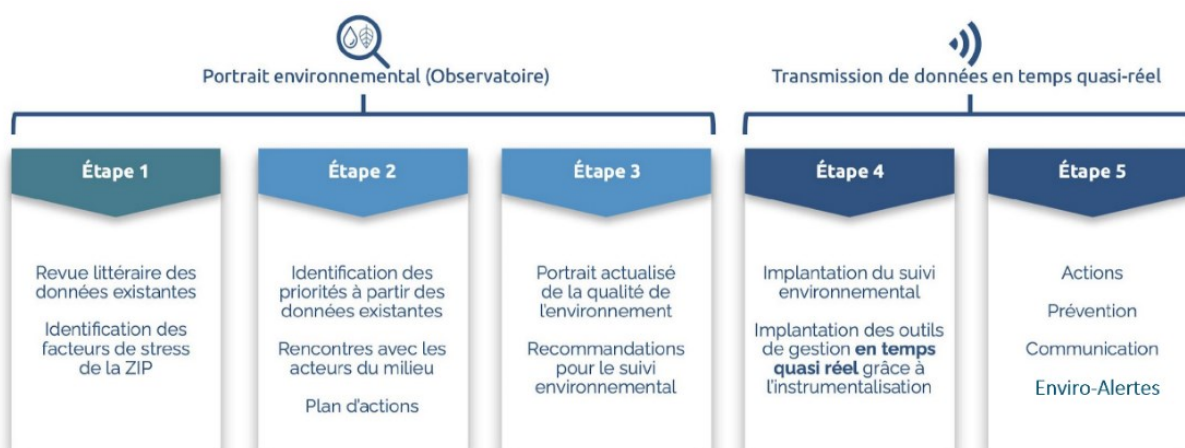 Portrait environnemental (Observatoire)
Transmission de données en temps quasi-réel
Étape 1
Revue littéraire des
données existantes
Identification des
facteurs de stress
de la ZIP
Étape 2
Identification des
priorités à partir des
données existantes
Rencontres avec les
acteurs du milieu
Plan d'actions
Étape 3
Portrait actualisé
de la qualité de
l'environnement
Recommandations
pour le suivi
environnemental
Étape 4
Implantation du suivi
environnemental
Implantation des outils
de gestion en temps
quasi réel grâce à
l'instrumentalisation
Étape 5
Actions
Prévention
Communication
Enviro-Alertes